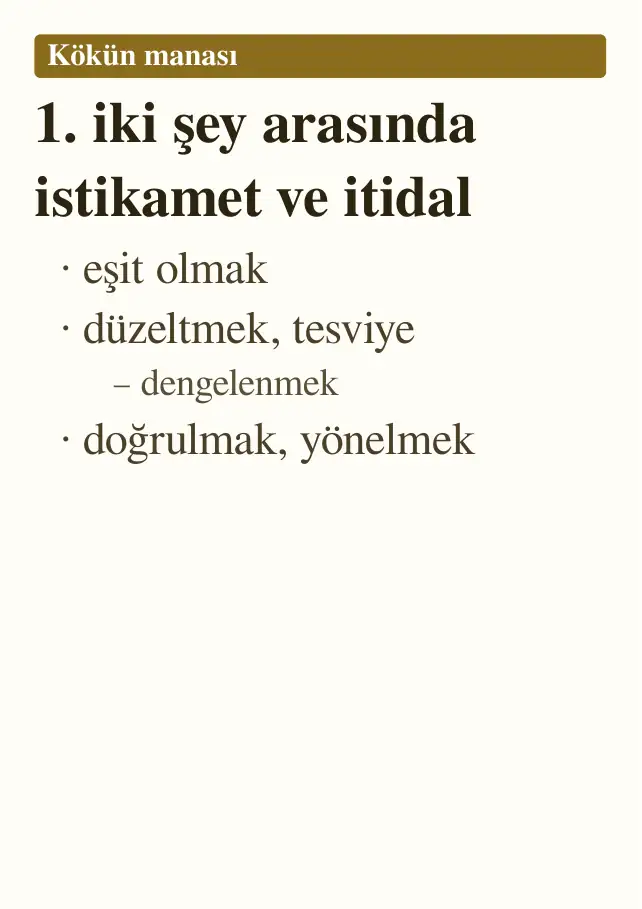 Kökün manası
1. iki şey arasında
istikamet ve itidal
· eşit olmak
· düzeltmek, tesviye
– dengelenmek
· doğrulmak, yönelmek